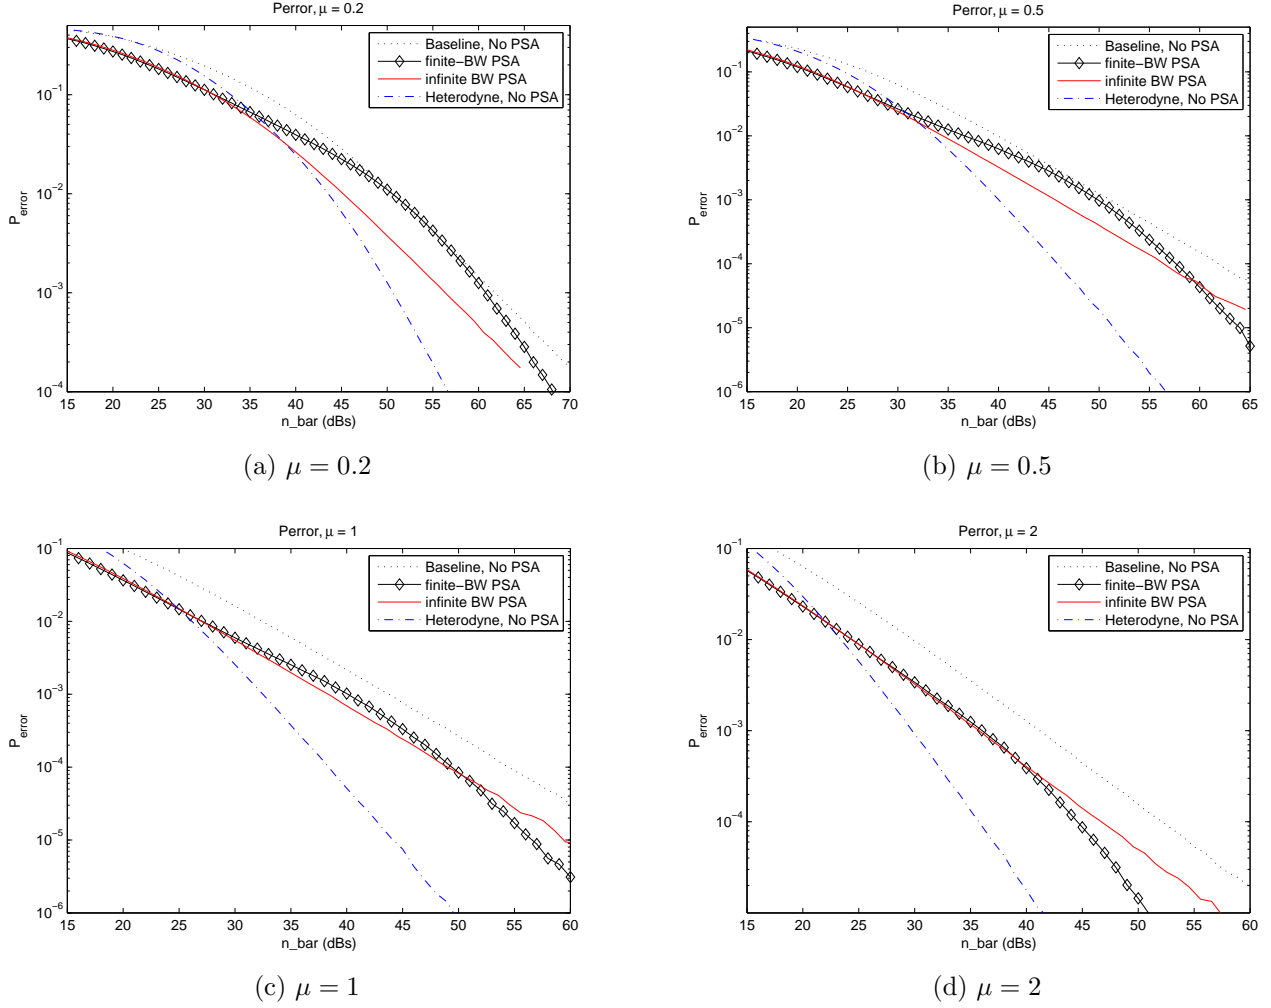 Perror, μ = 0.2
Baseline, No PSA
finite−BW PSA
infinite BW PSA
Heterodyne, No PSA
P_error
10^−1
10^−2
10^−3
10^−4
15 20 25 30 35 40 45 50 55 60 65 70
n_bar (dBs)
(a) μ = 0.2
Perror, μ = 0.5
Baseline, No PSA
finite−BW PSA
infinite BW PSA
Heterodyne, No PSA
P_error
10^−1
10^−2
10^−3
10^−4
10^−5
10^−6
15 20 25 30 35 40 45 50 55 60 65
n_bar (dBs)
(b) μ = 0.5
Perror, μ = 1
Baseline, No PSA
finite−BW PSA
infinite BW PSA
Heterodyne, No PSA
P_error
10^−1
10^−2
10^−3
10^−4
10^−5
10^−6
15 20 25 30 35 40 45 50 55 60
n_bar (dBs)
(c) μ = 1
Perror, μ = 2
Baseline, No PSA
finite−BW PSA
infinite BW PSA
Heterodyne, No PSA
P_error
10^−1
10^−2
10^−3
10^−4
15 20 25 30 35 40 45 50 55 60
n_bar (dBs)
(d) μ = 2